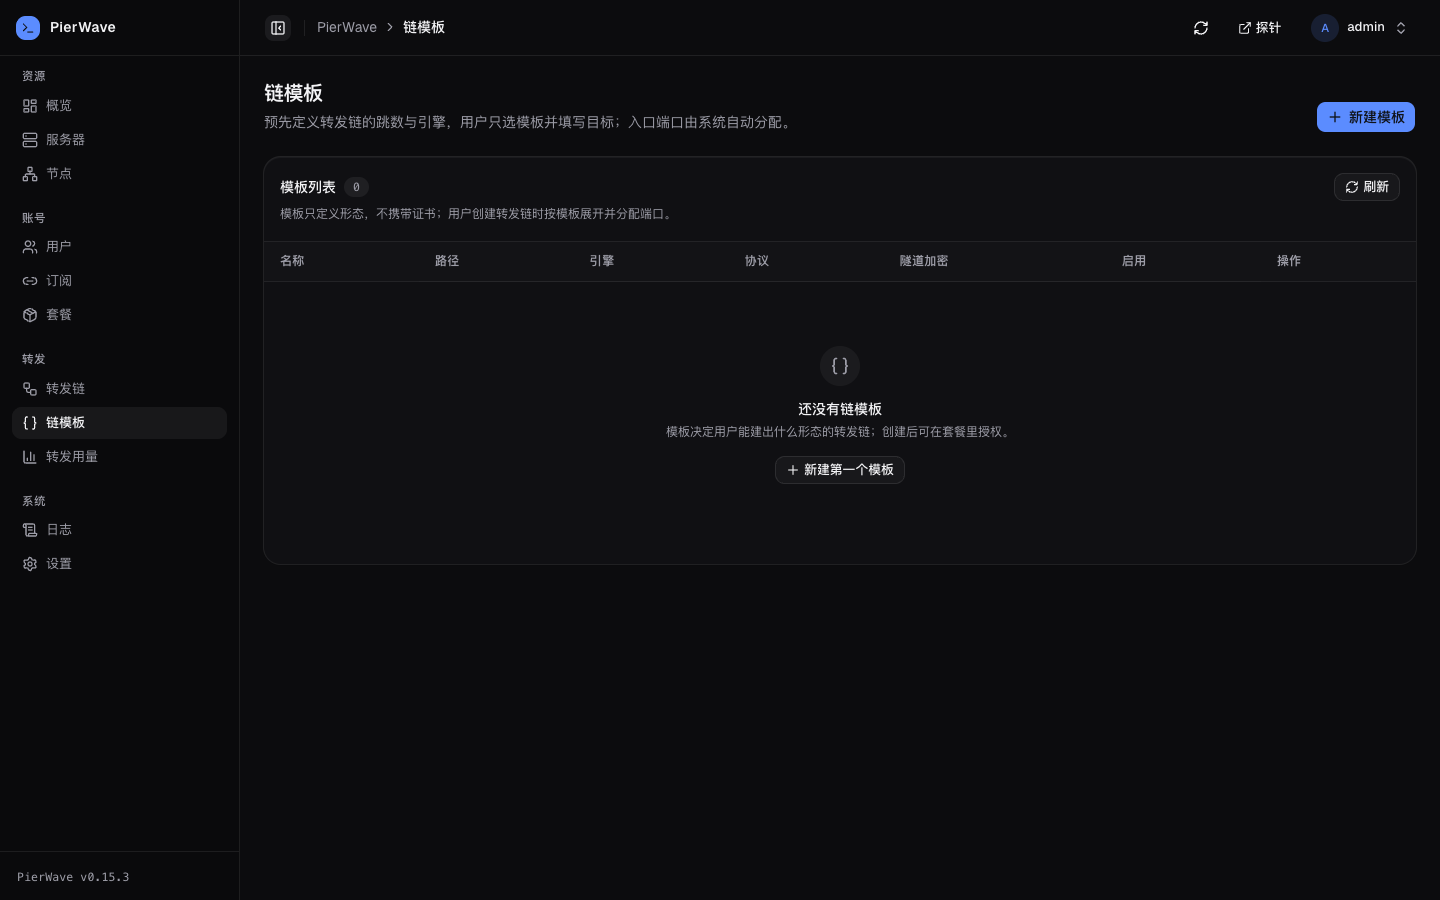 PierWave
PierWave > 链模板
探针
A admin
资源
概览
服务器
节点
账号
用户
订阅
套餐
转发
转发链
链模板
转发用量
系统
日志
设置
PierWave v0.15.3
链模板
预先定义转发链的跳数与引擎，用户只选模板并填写目标；入口端口由系统自动分配。
新建模板
模板列表 0
模板只定义形态，不携带证书；用户创建转发链时按模板展开并分配端口。
刷新
名称 路径 引擎 协议 隧道加密 启用 操作
还没有链模板
模板决定用户能建出什么形态的转发链；创建后可在套餐里授权。
新建第一个模板